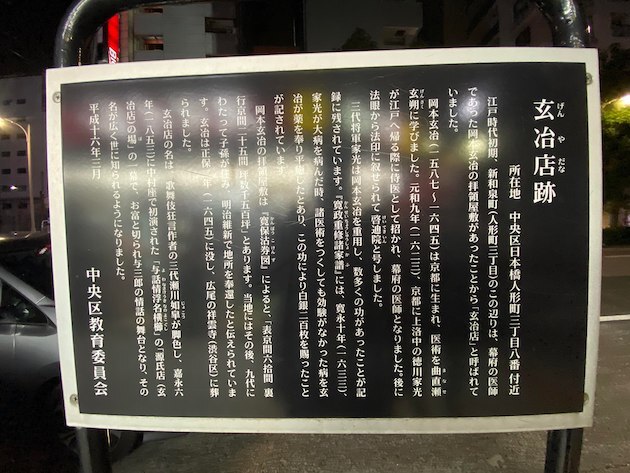 玄冶店跡
げん や だな
所在地 中央区日本橋人形町三丁目八番 付近
江戸時代初期、新和泉町(人形町三丁目)のこの辺りは、幕府の医師
であった岡本玄冶の拝領屋敷があったことから「玄冶店」と呼ばれて
いました。
岡本玄冶(一五八七〜一六四五)は京都に生まれ、医術を曲直瀬
玄朔に学びました。元和九年(一六二三)、京都に上洛中の徳川家光
が江戸へ帰る際に侍医として招かれ、幕府の医師となりました。後に
法眼から法印に叙せられて啓迪院と号しました。
三代将軍家光は岡本玄冶を重用し、数多くの功があったことが記
録に残されています。『寛政重修諸家譜』には、寛永十年(一六三三)、
家光が大病を病んだ間、諸医術をつくしても効験がなかった病を玄
冶が薬を奉り平癒したとあり、この功により白銀二百枚を賜ったこと
が記されています。
岡本玄冶の拝領屋敷は『寛保沽券図』によると、「表京間六拾間 裏
行京間二十五間 坪数千五百坪」とあります。当地にはその後、九代に
わたって子孫が住み、明治維新で地所を奉還したと伝えられていま
す。玄冶は正保二年(一六四五)に没し、広尾の祥雲寺(渋谷区)に葬
られました。
玄冶店の名は、歌舞伎狂言作者の三代瀬川如皐が脚色し、嘉永六
年(一八五三)に中村座で初演された『与話情浮名横櫛』の「源氏店(玄
冶店)の場」の一幕で、お富と切られ与三郎の情話の舞台となり、その
名が広く世に知られるようになりました。
平成十六年三月
中央区教育委員会